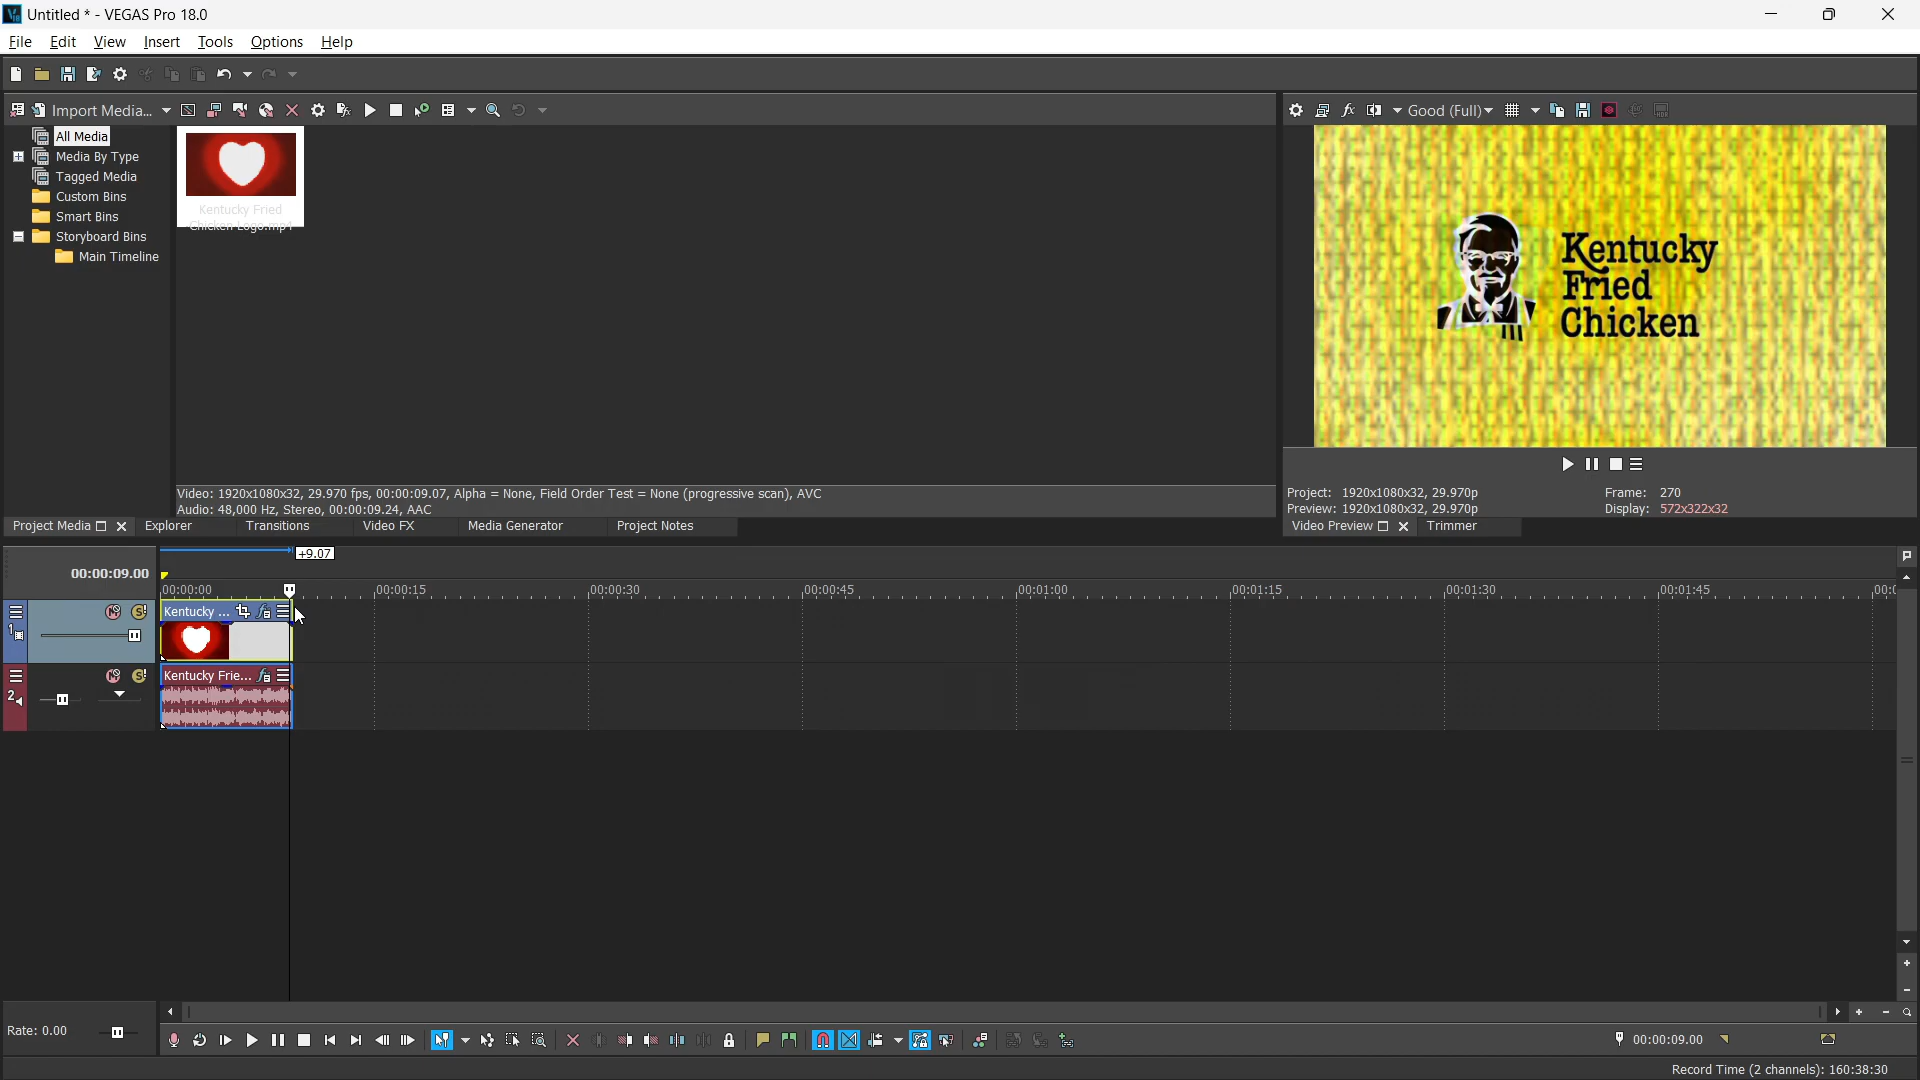 Untitled * - VEGAS Pro 18.0
File Edit View Insert Tools Options Help
Import Media...
Good (Full)
All Media
Media By Type
Tagged Media
Custom Bins
Smart Bins
Storyboard Bins
Main Timeline
Kentucky Fried
Chicken Logo.mp4
Kentucky
Fried
Chicken
Video: 1920x1080x32, 29.970 fps, 00:00:09.07, Alpha = None, Field Order Test = None (progressive scan), AVC
Audio: 48,000 Hz, Stereo, 00:00:09.24, AAC
Project: 1920x1080x32, 29.970p
Frame: 270
Preview: 1920x1080x32, 29.970p
Display: 572x322x32
Project Media Explorer Transitions Video FX Media Generator Project Notes
Video Preview Trimmer
+9.07
00:00:09.00
00:00:00 00:00:15 00:00:30 00:00:45 00:01:00 00:01:15 00:01:30 00:01:45
1 Kentucky ...
2 Kentucky Frie...
Rate: 0.00
00:00:09.00
Record Time (2 channels): 160:38:30